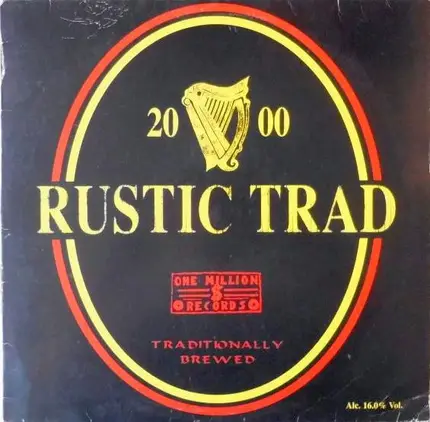 20 00
RUSTIC TRAD
ONE MILLION
$
RECORDS
TRADITIONALLY
BREWED
Alc. 16.0% Vol.